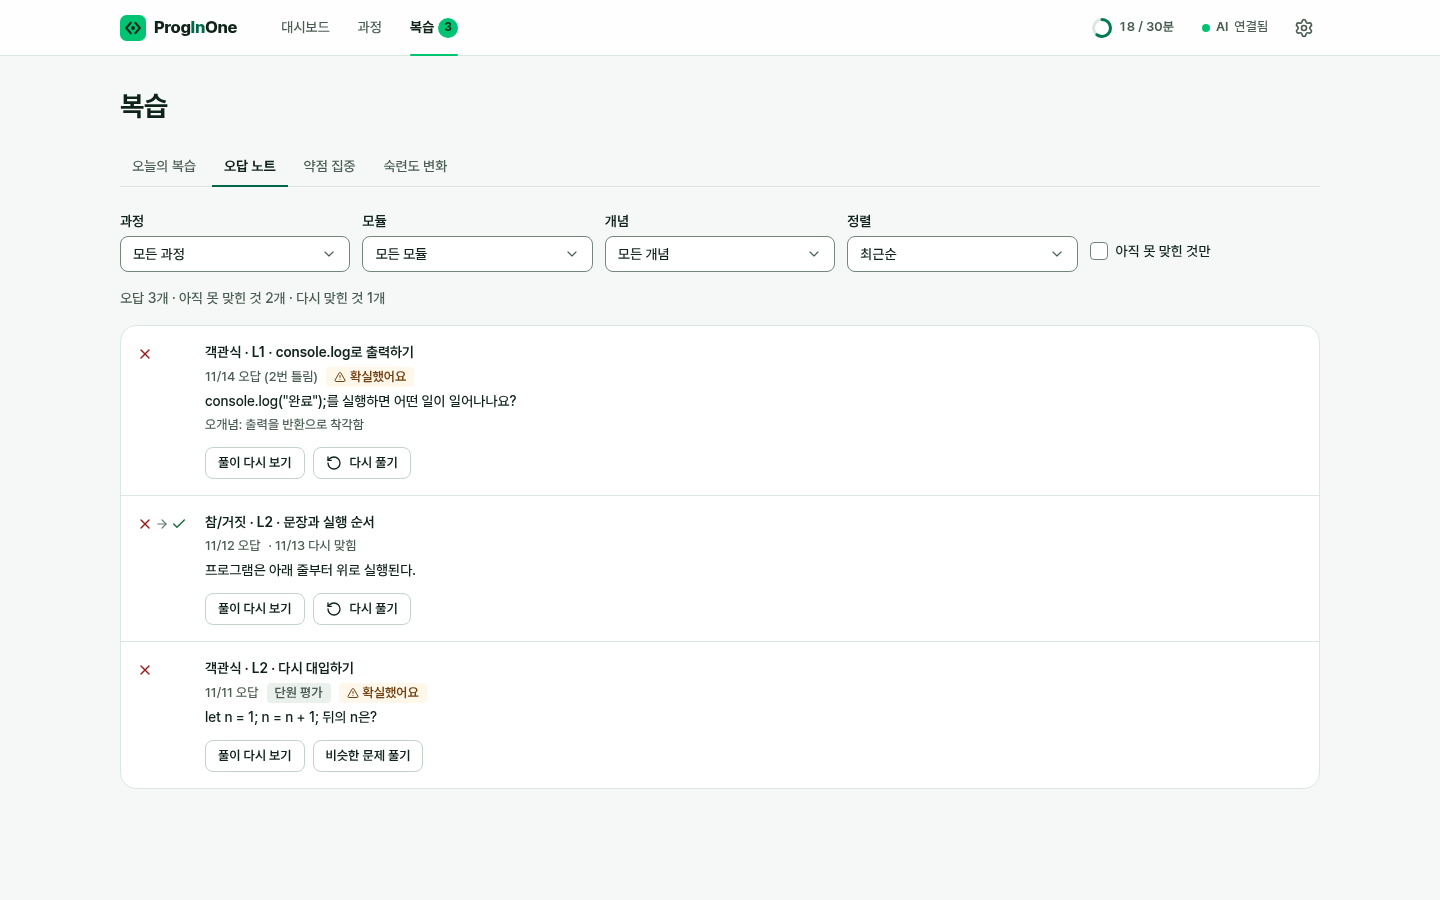 ProgInOne
대시보드
과정
복습 3
18 / 30분
AI 연결됨
복습
오늘의 복습
오답 노트
약점 집중
숙련도 변화
과정
모듈
개념
정렬
모든 과정
모든 모듈
모든 개념
최근순
아직 못 맞힌 것만
오답 3개 · 아직 못 맞힌 것 2개 · 다시 맞힌 것 1개
객관식 · L1 · console.log로 출력하기
11/14 오답 (2번 틀림) 확실했어요
console.log("완료");를 실행하면 어떤 일이 일어나나요?
오개념: 출력을 반환으로 착각함
풀이 다시 보기
다시 풀기
참/거짓 · L2 · 문장과 실행 순서
11/12 오답 · 11/13 다시 맞힘
프로그램은 아래 줄부터 위로 실행된다.
풀이 다시 보기
다시 풀기
객관식 · L2 · 다시 대입하기
11/11 오답 단원 평가 확실했어요
let n = 1; n = n + 1; 뒤의 n은?
풀이 다시 보기
비슷한 문제 풀기